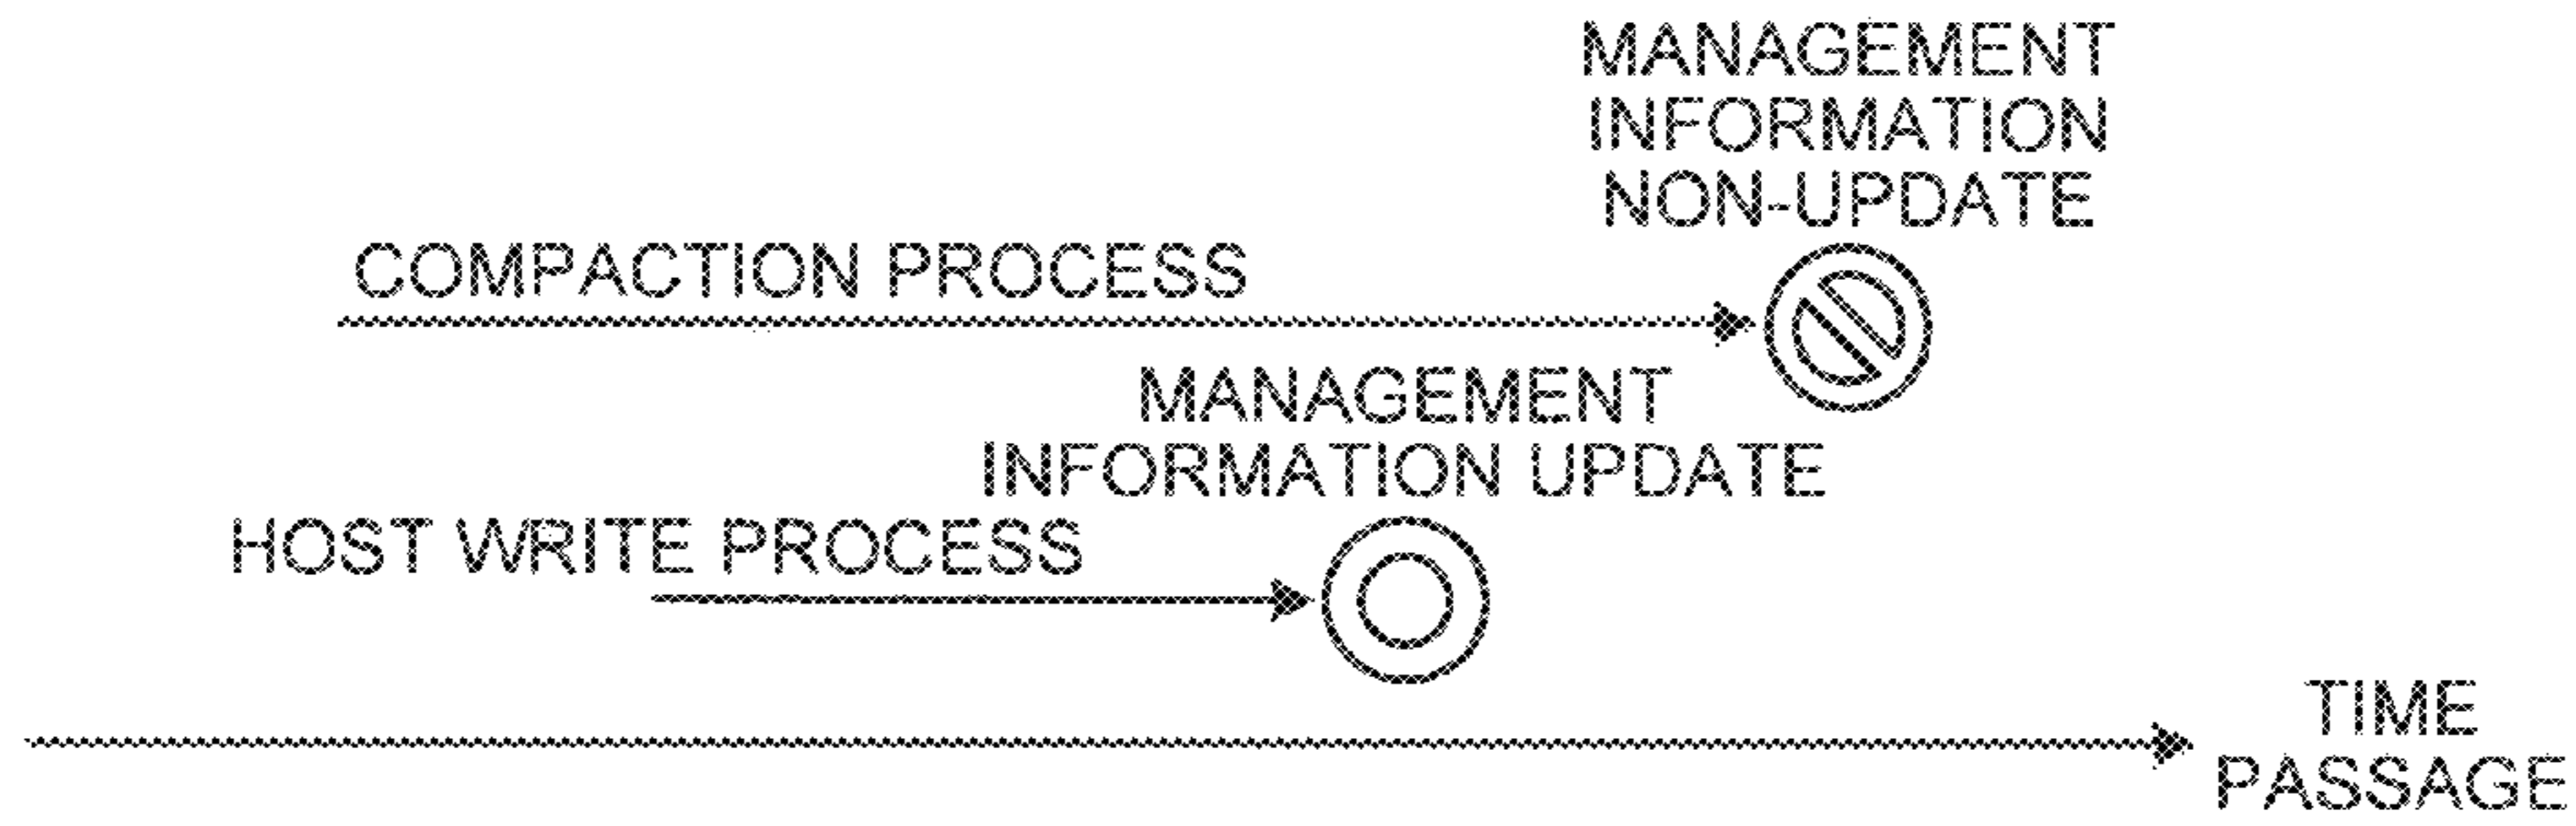 MANAGEMENT
INFORMATION
NON-UPDATE
COMPACTION PROCESS
MANAGEMENT
INFORMATION UPDATE
HOST WRITE PROCESS
TIME
PASSAGE